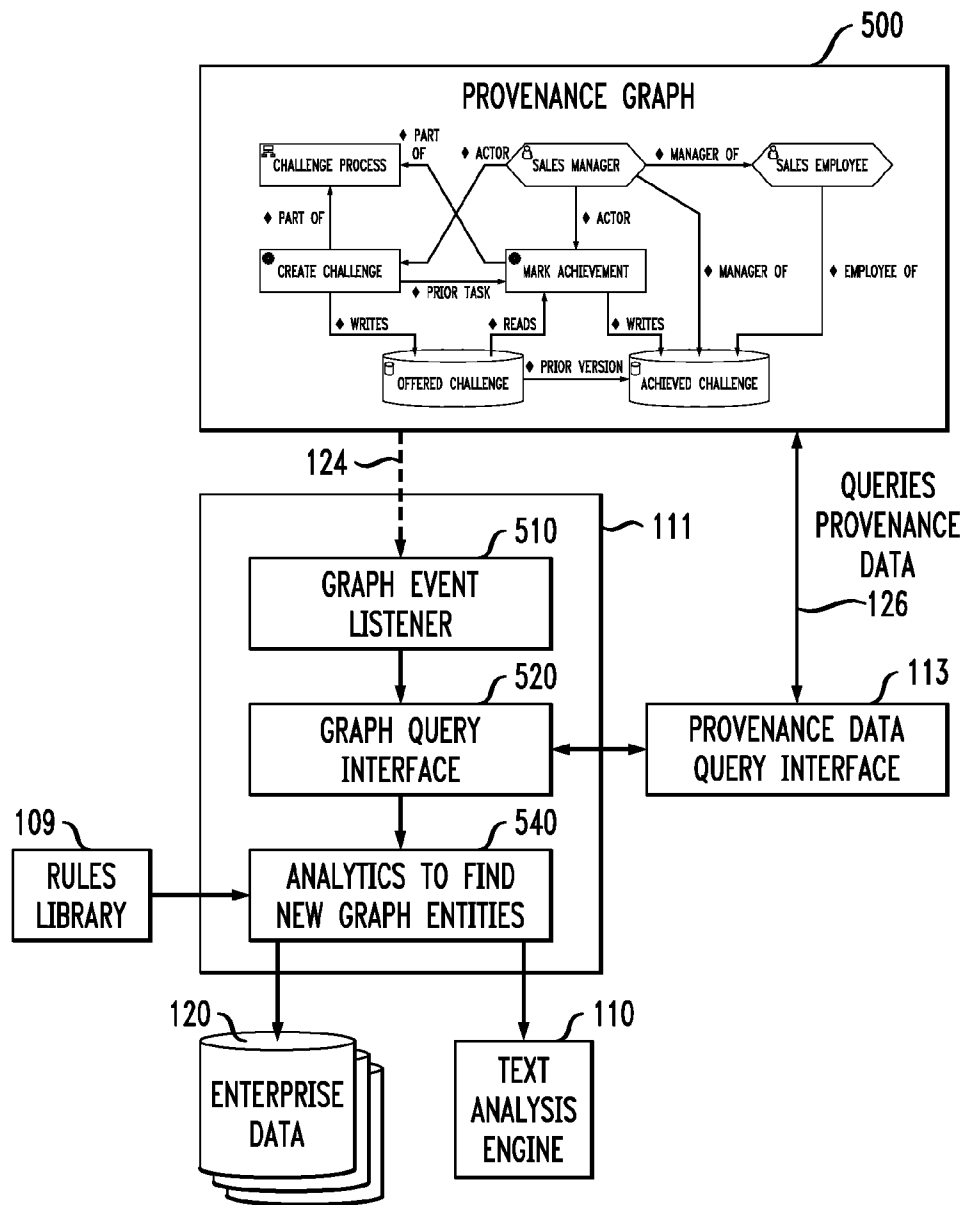 500
PROVENANCE GRAPH
♦ PART OF
♦ ACTOR
♦ MANAGER OF
CHALLENGE PROCESS
SALES MANAGER
SALES EMPLOYEE
♦ PART OF
♦ ACTOR
CREATE CHALLENGE
MARK ACHIEVEMENT
♦ MANAGER OF
♦ EMPLOYEE OF
♦ PRIOR TASK
♦ WRITES
♦ READS
♦ WRITES
♦ PRIOR VERSION
OFFERED CHALLENGE
ACHIEVED CHALLENGE
124
QUERIES
PROVENANCE
DATA
126
111
510
GRAPH EVENT
LISTENER
520
GRAPH QUERY
INTERFACE
113
PROVENANCE DATA
QUERY INTERFACE
109
RULES
LIBRARY
540
ANALYTICS TO FIND
NEW GRAPH ENTITIES
120
ENTERPRISE
DATA
110
TEXT
ANALYSIS
ENGINE